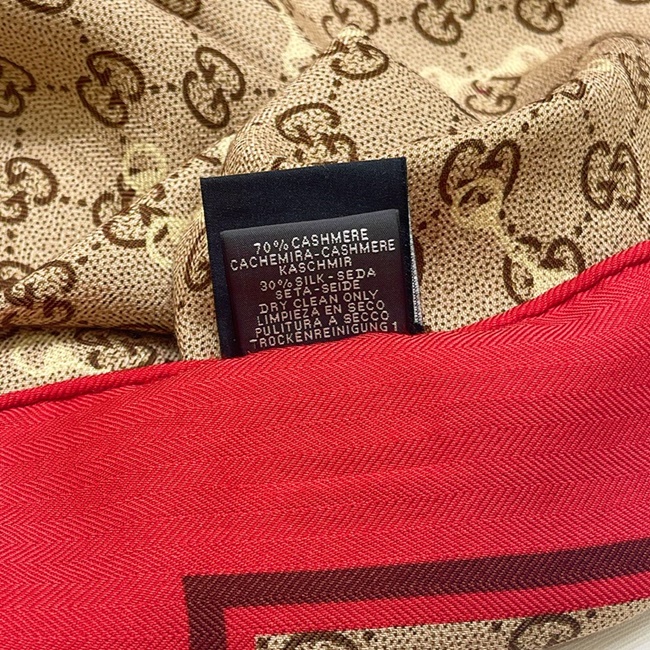 70% CASHMERE
CACHEMIRA-CASHMERE
KASCHMIR
30% SILK-SEDA
SETA-SEIDE
DRY CLEAN ONLY
LIMPIEZA EN SECO
PULITURA A SECCO
TROCKENREINIGUNG 1